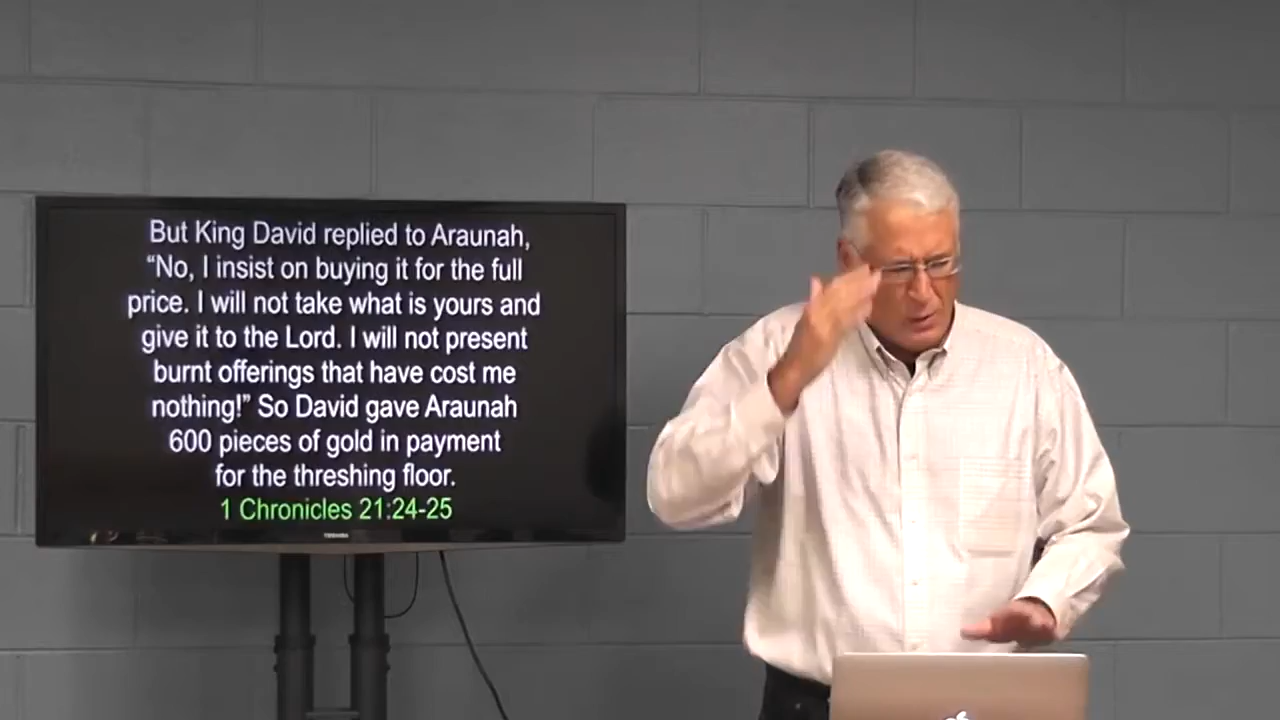 But King David replied to Araunah,
“No, I insist on buying it for the full
price. I will not take what is yours and
give it to the Lord. I will not present
burnt offerings that have cost me
nothing!” So David gave Araunah
600 pieces of gold in payment
for the threshing floor.
1 Chronicles 21:24-25
TOSHIBA